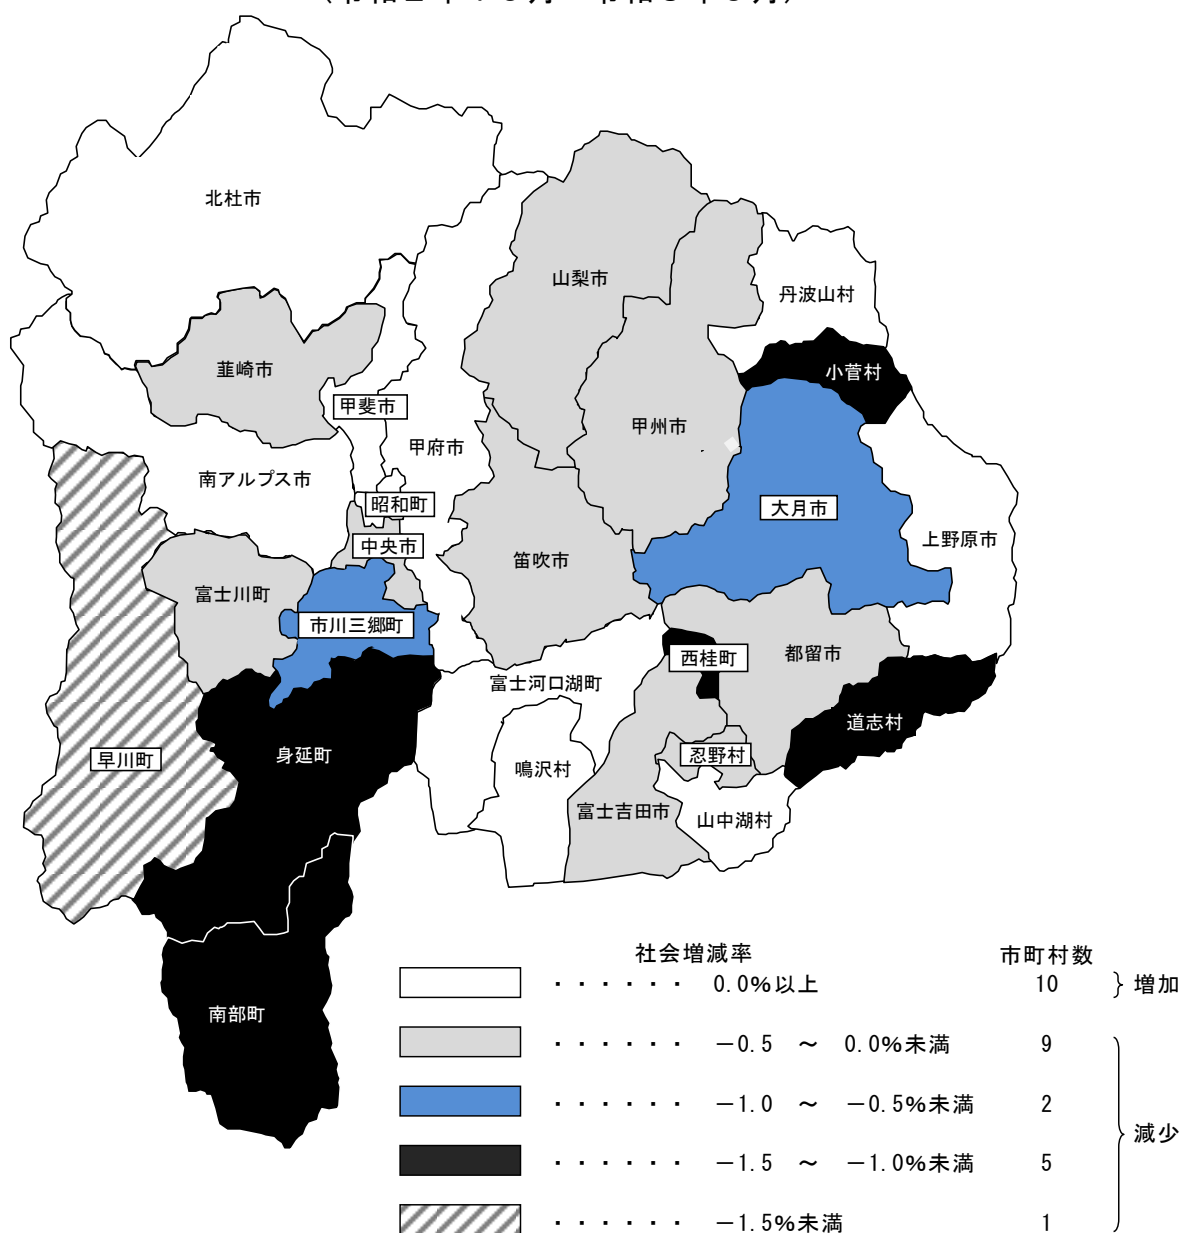 北杜市
山梨市
丹波山村
韮崎市
小菅村
甲斐市
甲州市
甲府市
南アルプス市
昭和町
大月市
中央市
上野原市
笛吹市
富士川町
市川三郷町
都留市
西桂町
富士河口湖町
道志村
身延町
早川町
忍野村
鳴沢村
富士吉田市
山中湖村
南部町
社会増減率 市町村数
・・・・・・ 0.0%以上 10 } 増加
・・・・・・ －0.5 ～ 0.0%未満 9
・・・・・・ －1.0 ～ －0.5%未満 2
減少
・・・・・・ －1.5 ～ －1.0%未満 5
・・・・・・ －1.5%未満 1